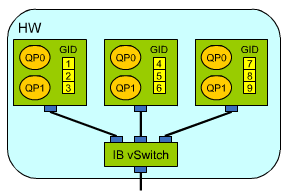 HW
QP0 GID
1
2
QP1 3
QP0 GID
4
5
QP1 6
QP0 GID
7
8
QP1 9
IB vSwitch